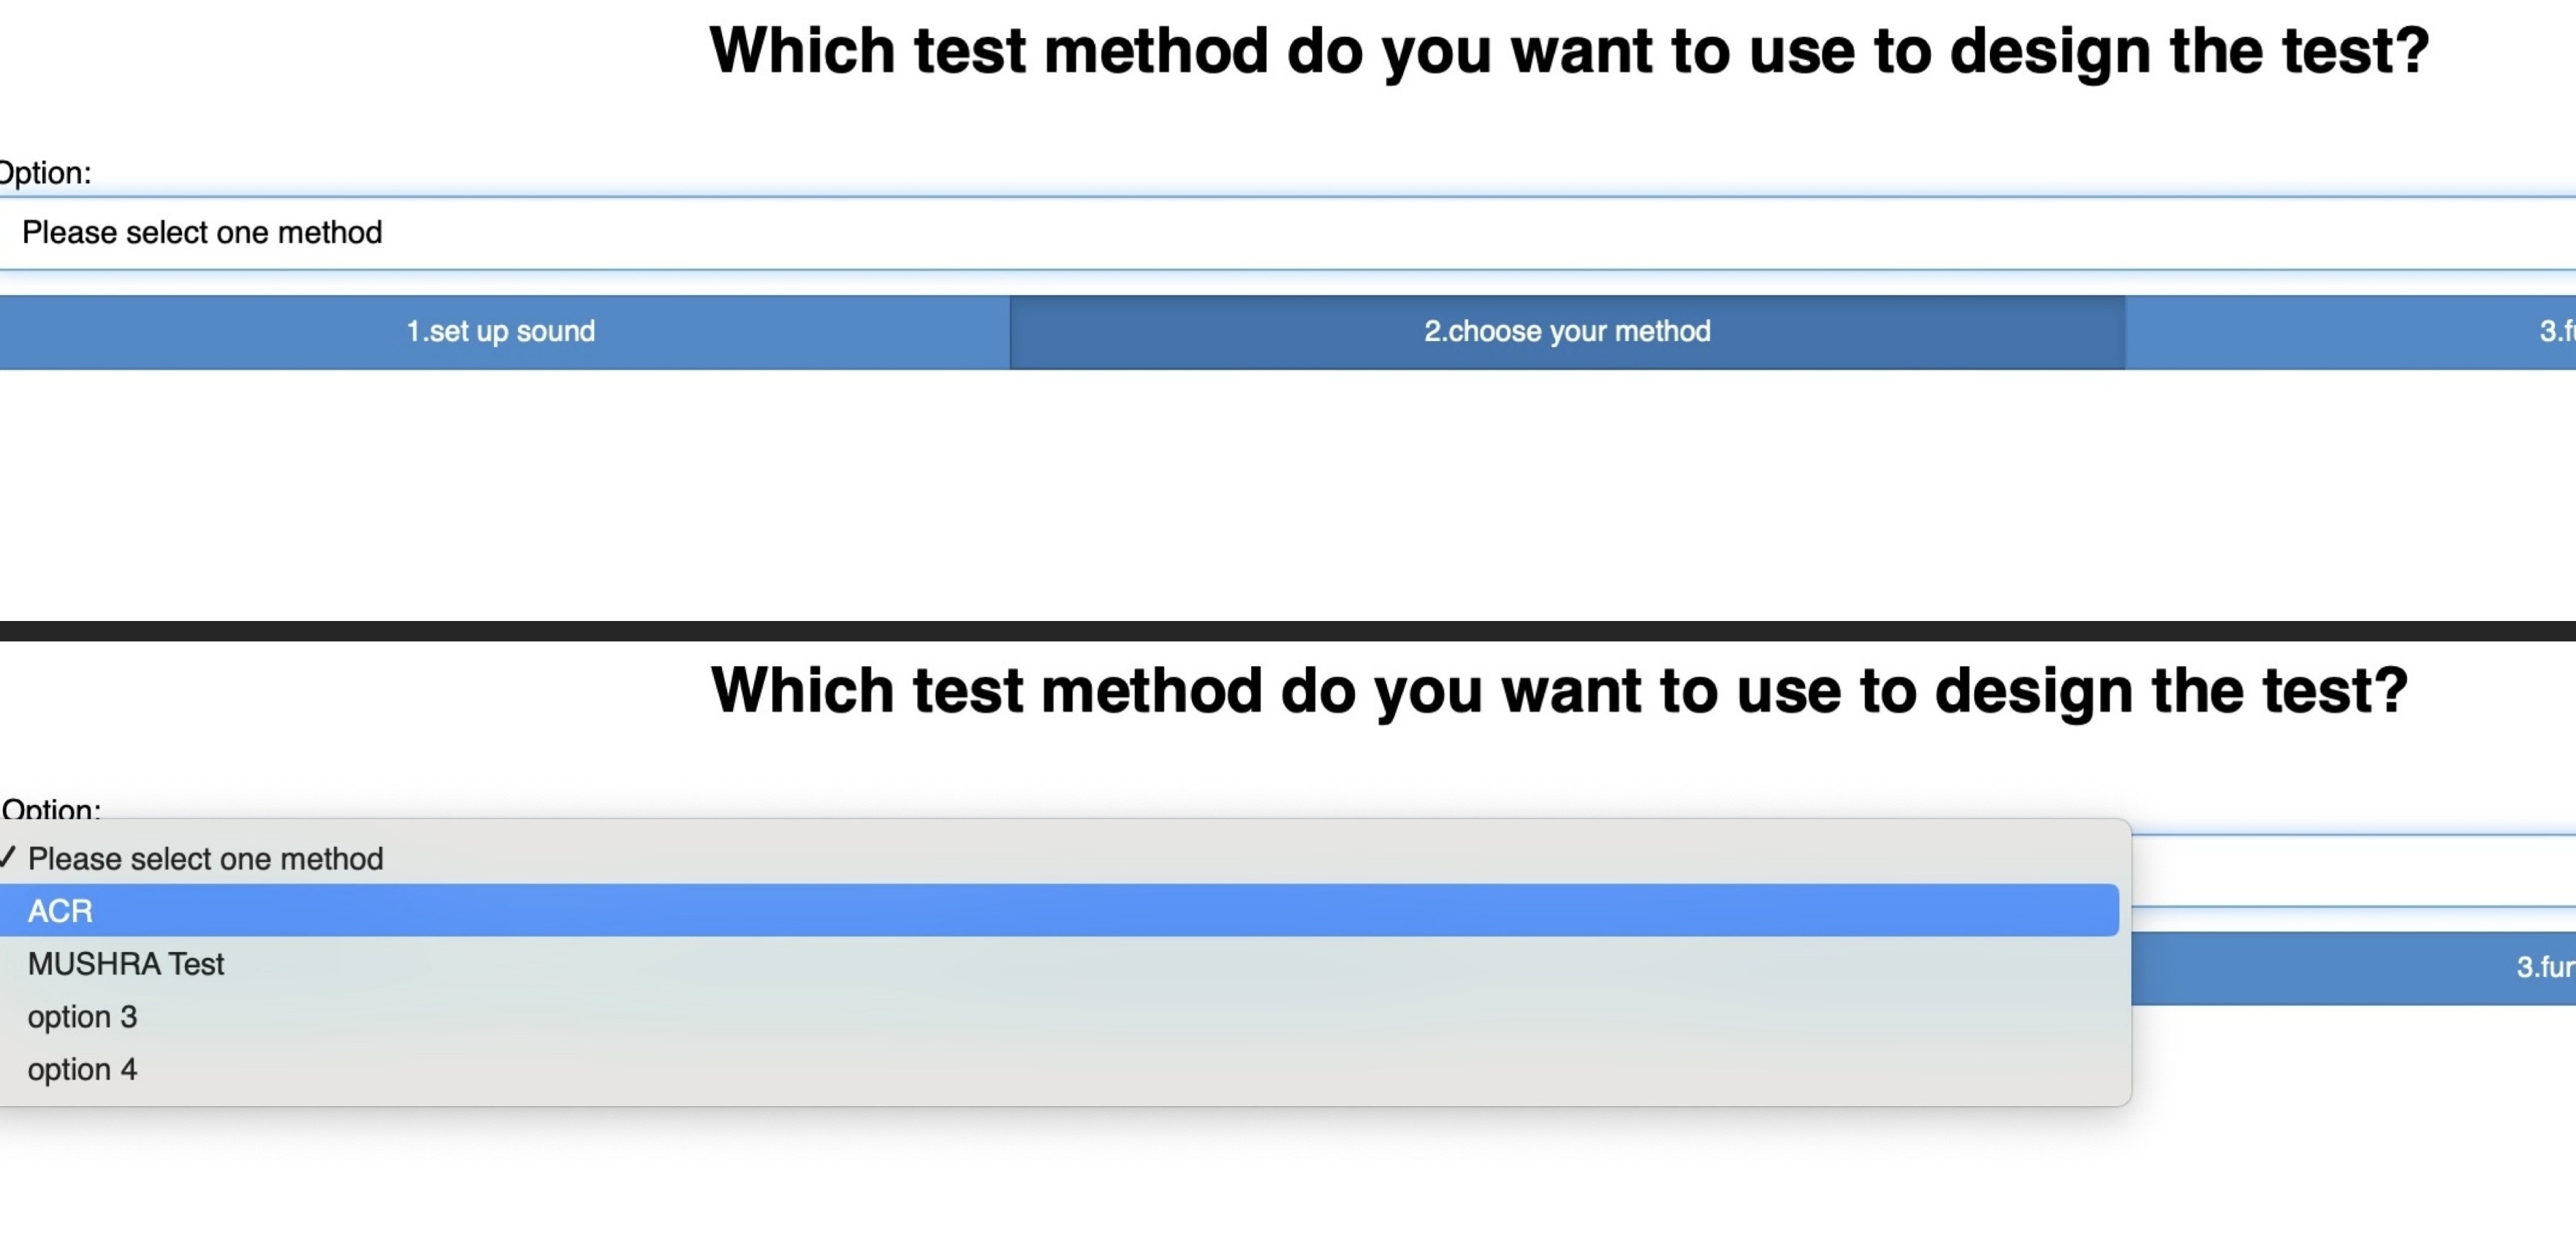 Which test method do you want to use to design the test?
Option:
Please select one method
1.set up sound 2.choose your method 3.f
Which test method do you want to use to design the test?
Option:
✓ Please select one method
ACR
MUSHRA Test
3.fur
option 3
option 4